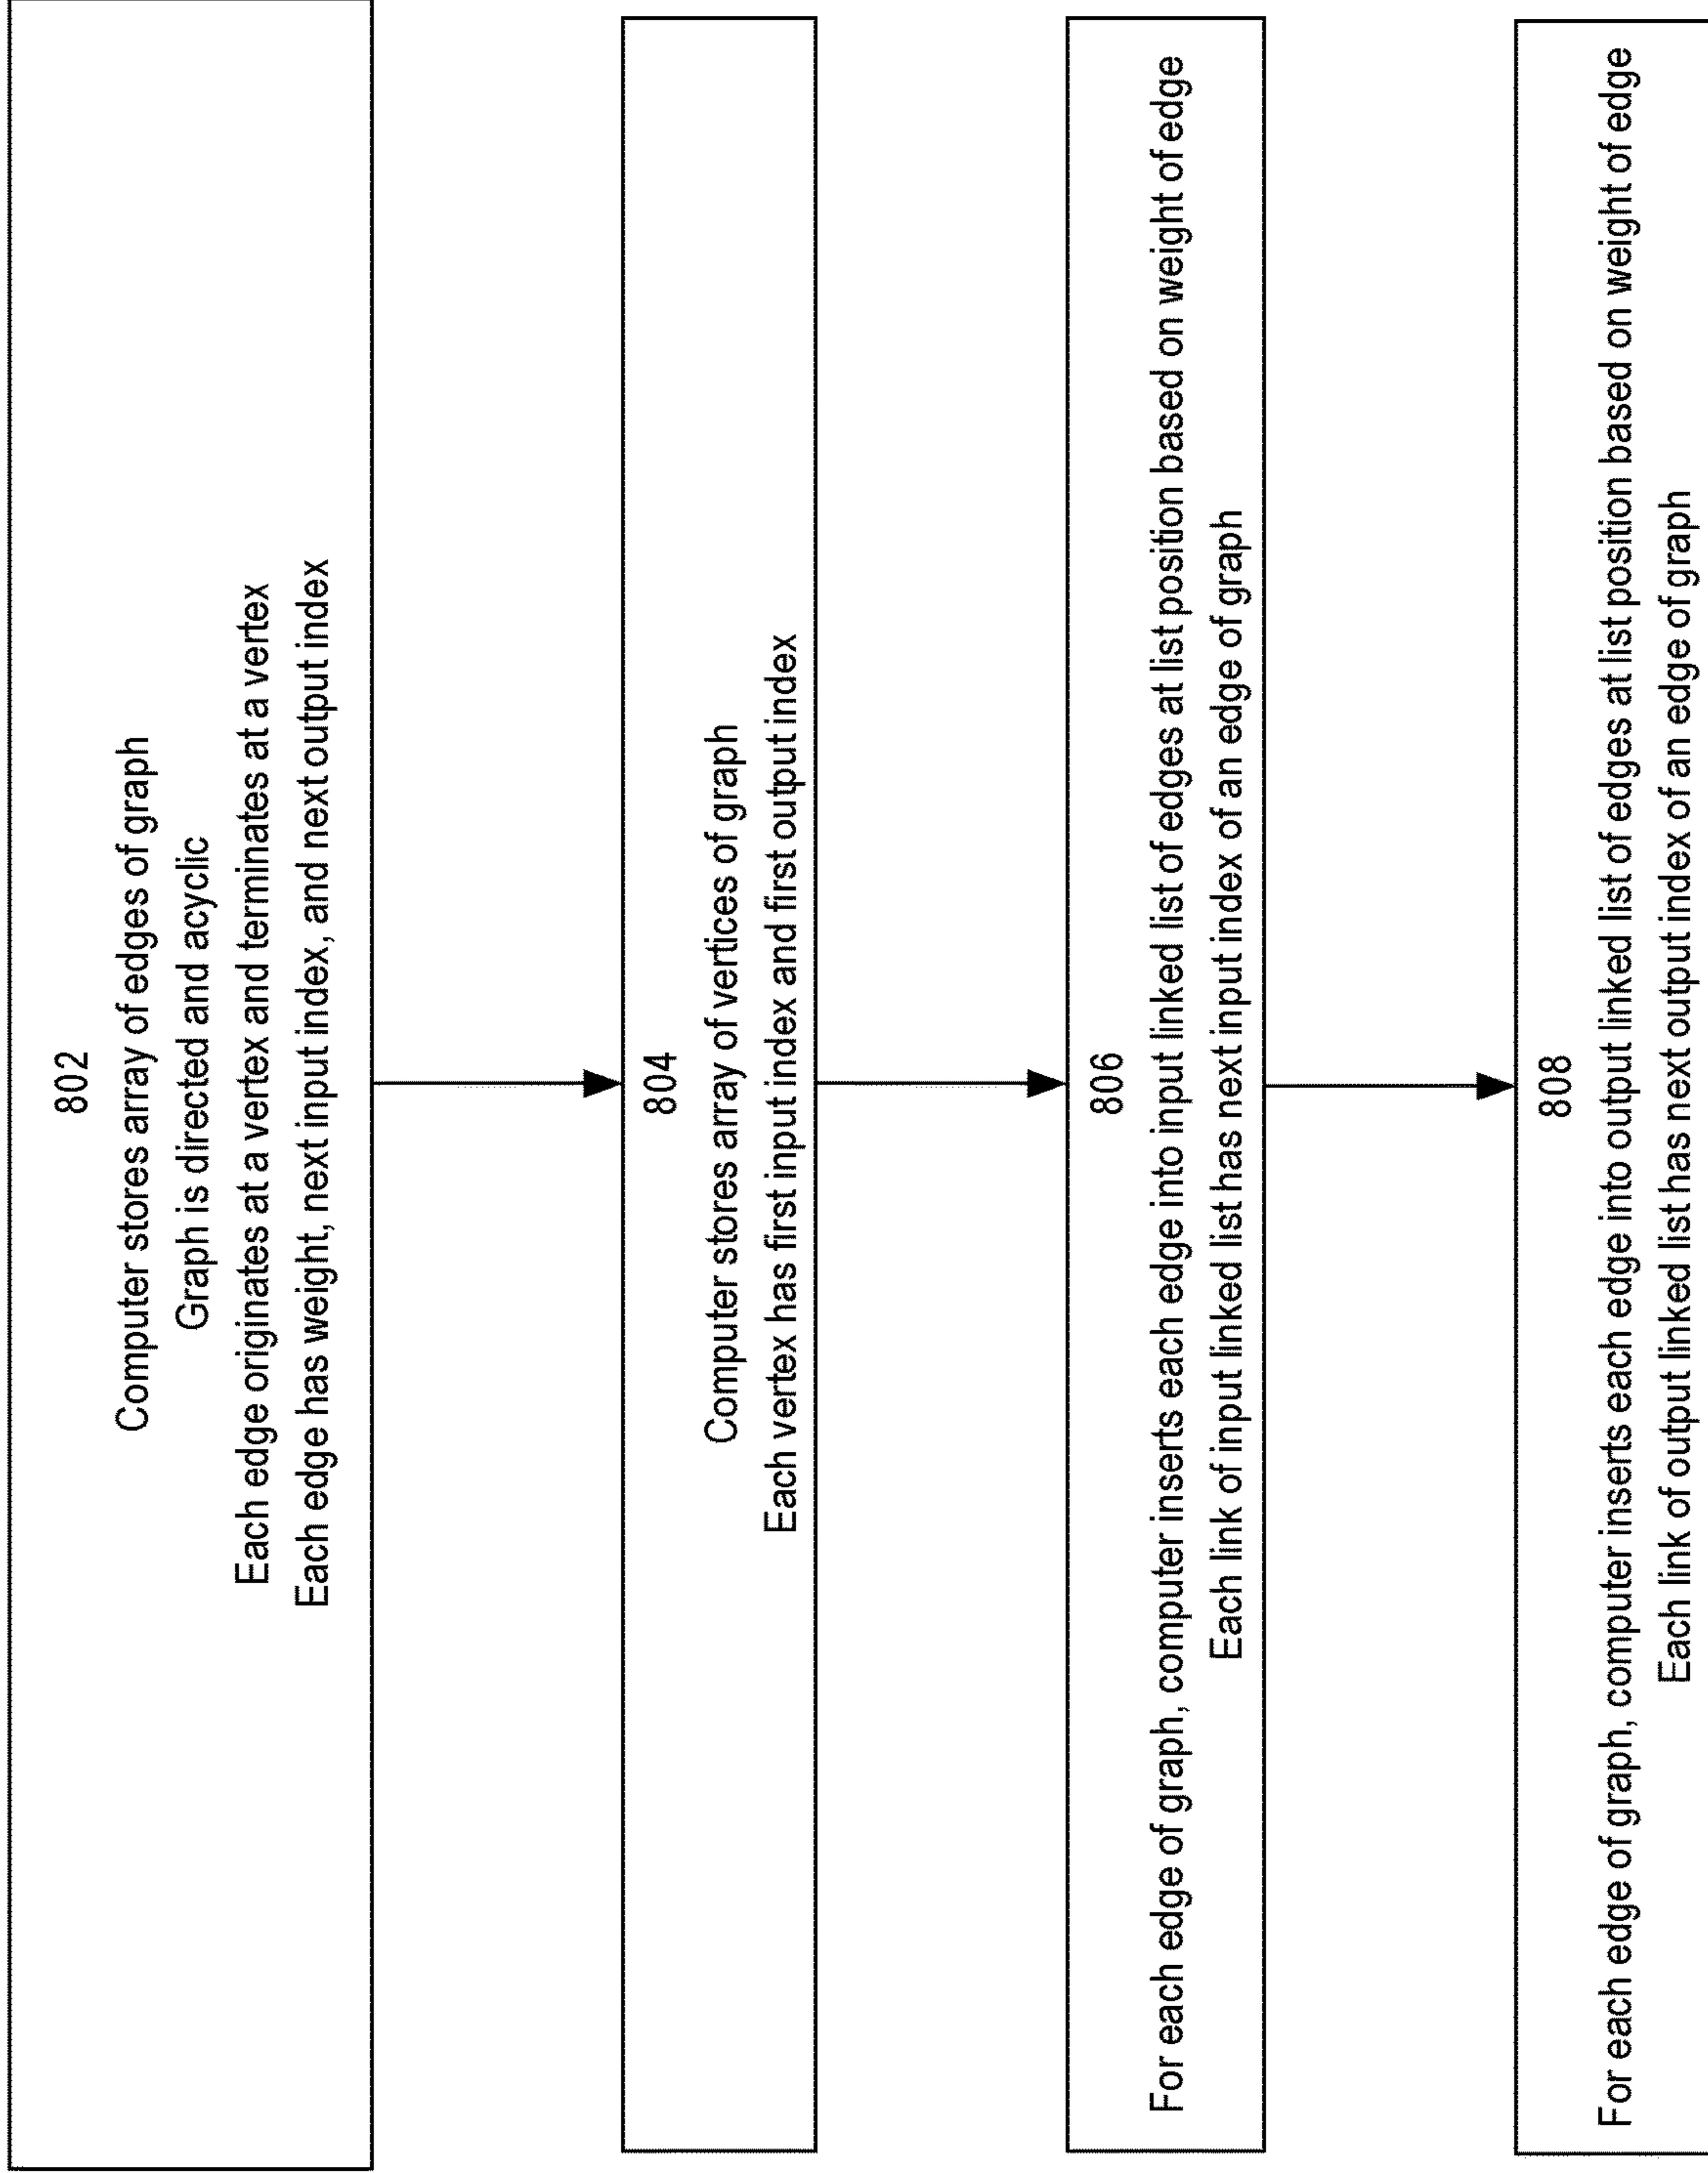 802
Computer stores array of edges of graph
Graph is directed and acyclic
Each edge originates at a vertex and terminates at a vertex
Each edge has weight, next input index, and next output index
804
Computer stores array of vertices of graph
Each vertex has first input index and first output index
806
For each edge of graph, computer inserts each edge into input linked list of edges at list position based on weight of edge
Each link of input linked list has next input index of an edge of graph
808
For each edge of graph, computer inserts each edge into output linked list of edges at list position based on weight of edge
Each link of output linked list has next output index of an edge of graph